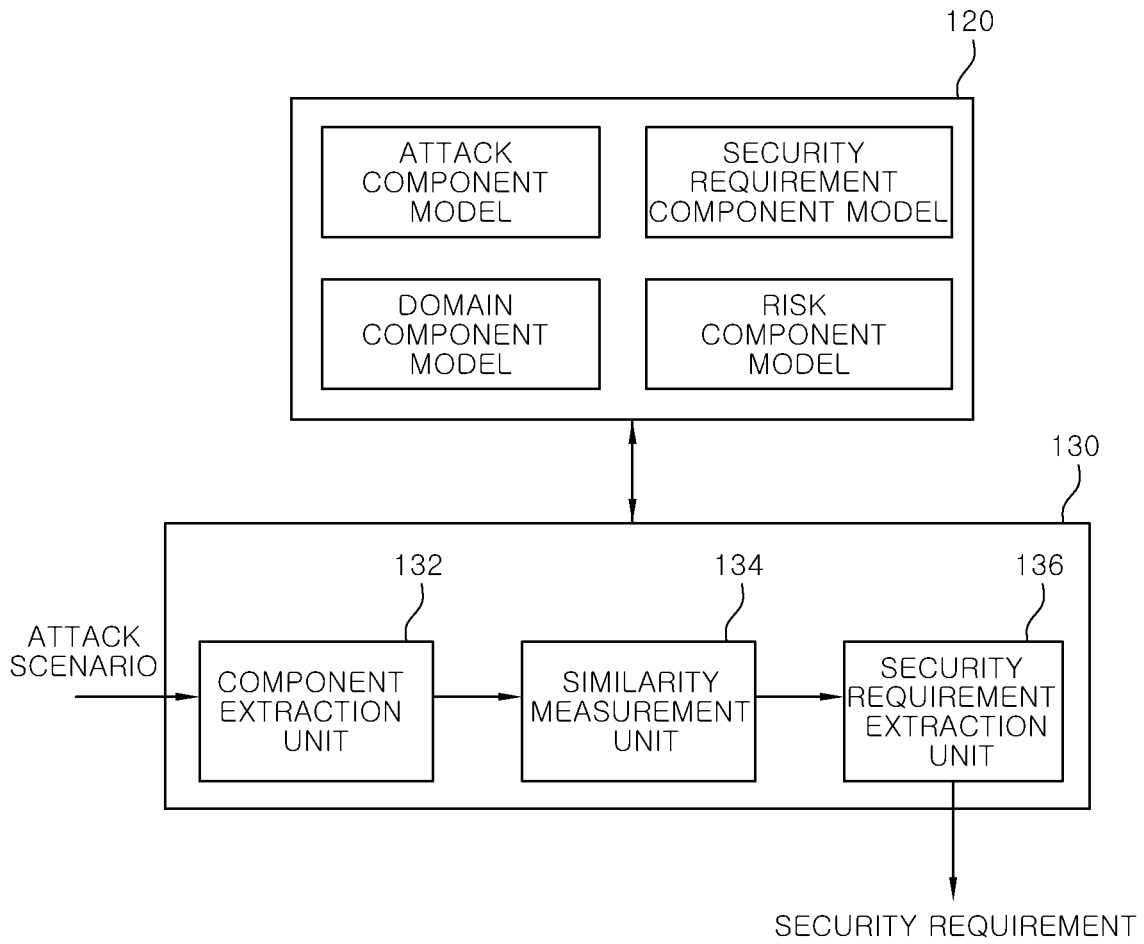 120
ATTACK
COMPONENT
MODEL
SECURITY
REQUIREMENT
COMPONENT MODEL
DOMAIN
COMPONENT
MODEL
RISK
COMPONENT
MODEL
130
132
134
136
ATTACK
SCENARIO
COMPONENT
EXTRACTION
UNIT
SIMILARITY
MEASUREMENT
UNIT
SECURITY
REQUIREMENT
EXTRACTION
UNIT
SECURITY REQUIREMENT